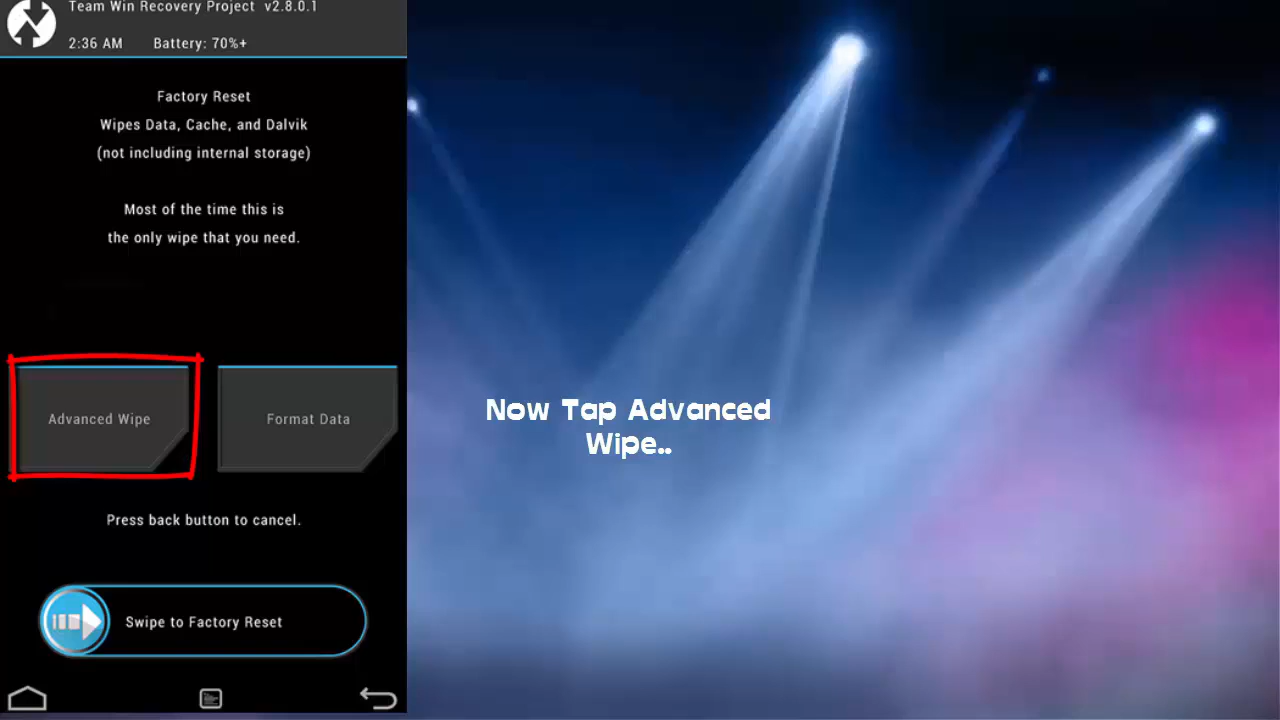 Team Win Recovery Project v2.8.0.1
2:36 AM Battery: 70%+
Factory Reset
Wipes Data, Cache, and Dalvik
(not including internal storage)
Most of the time this is
the only wipe that you need.
Advanced Wipe
Format Data
Now Tap Advanced
Wipe..
Press back button to cancel.
Swipe to Factory Reset